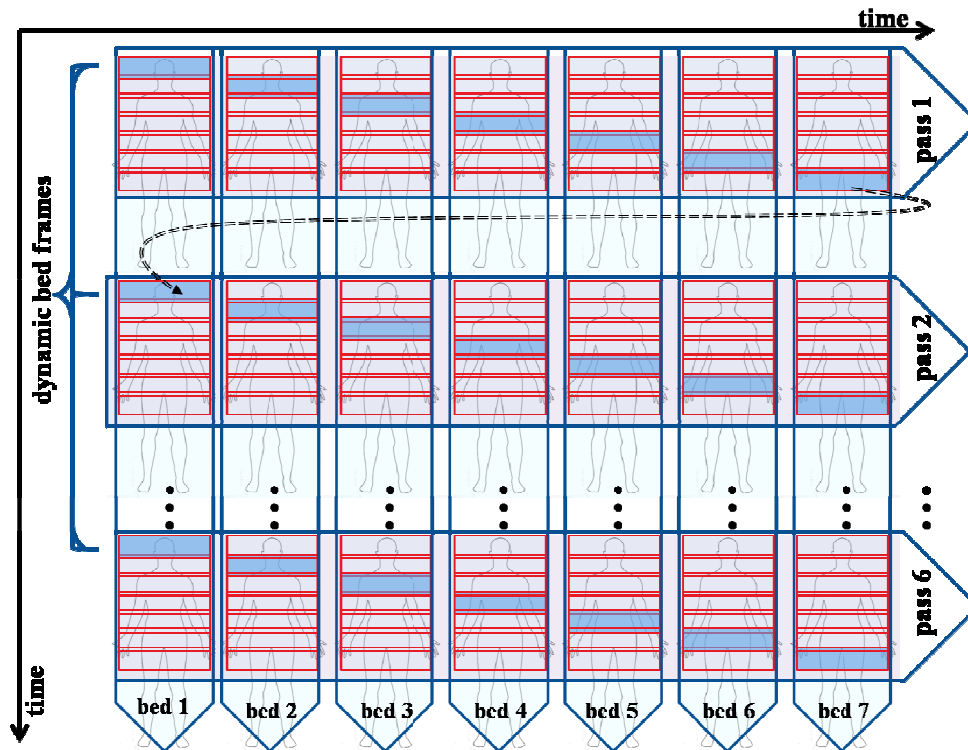 time
pass 1
dynamic bed frames
pass 2
pass 6
time
bed 1
bed 2
bed 3
bed 4
bed 5
bed 6
bed 7